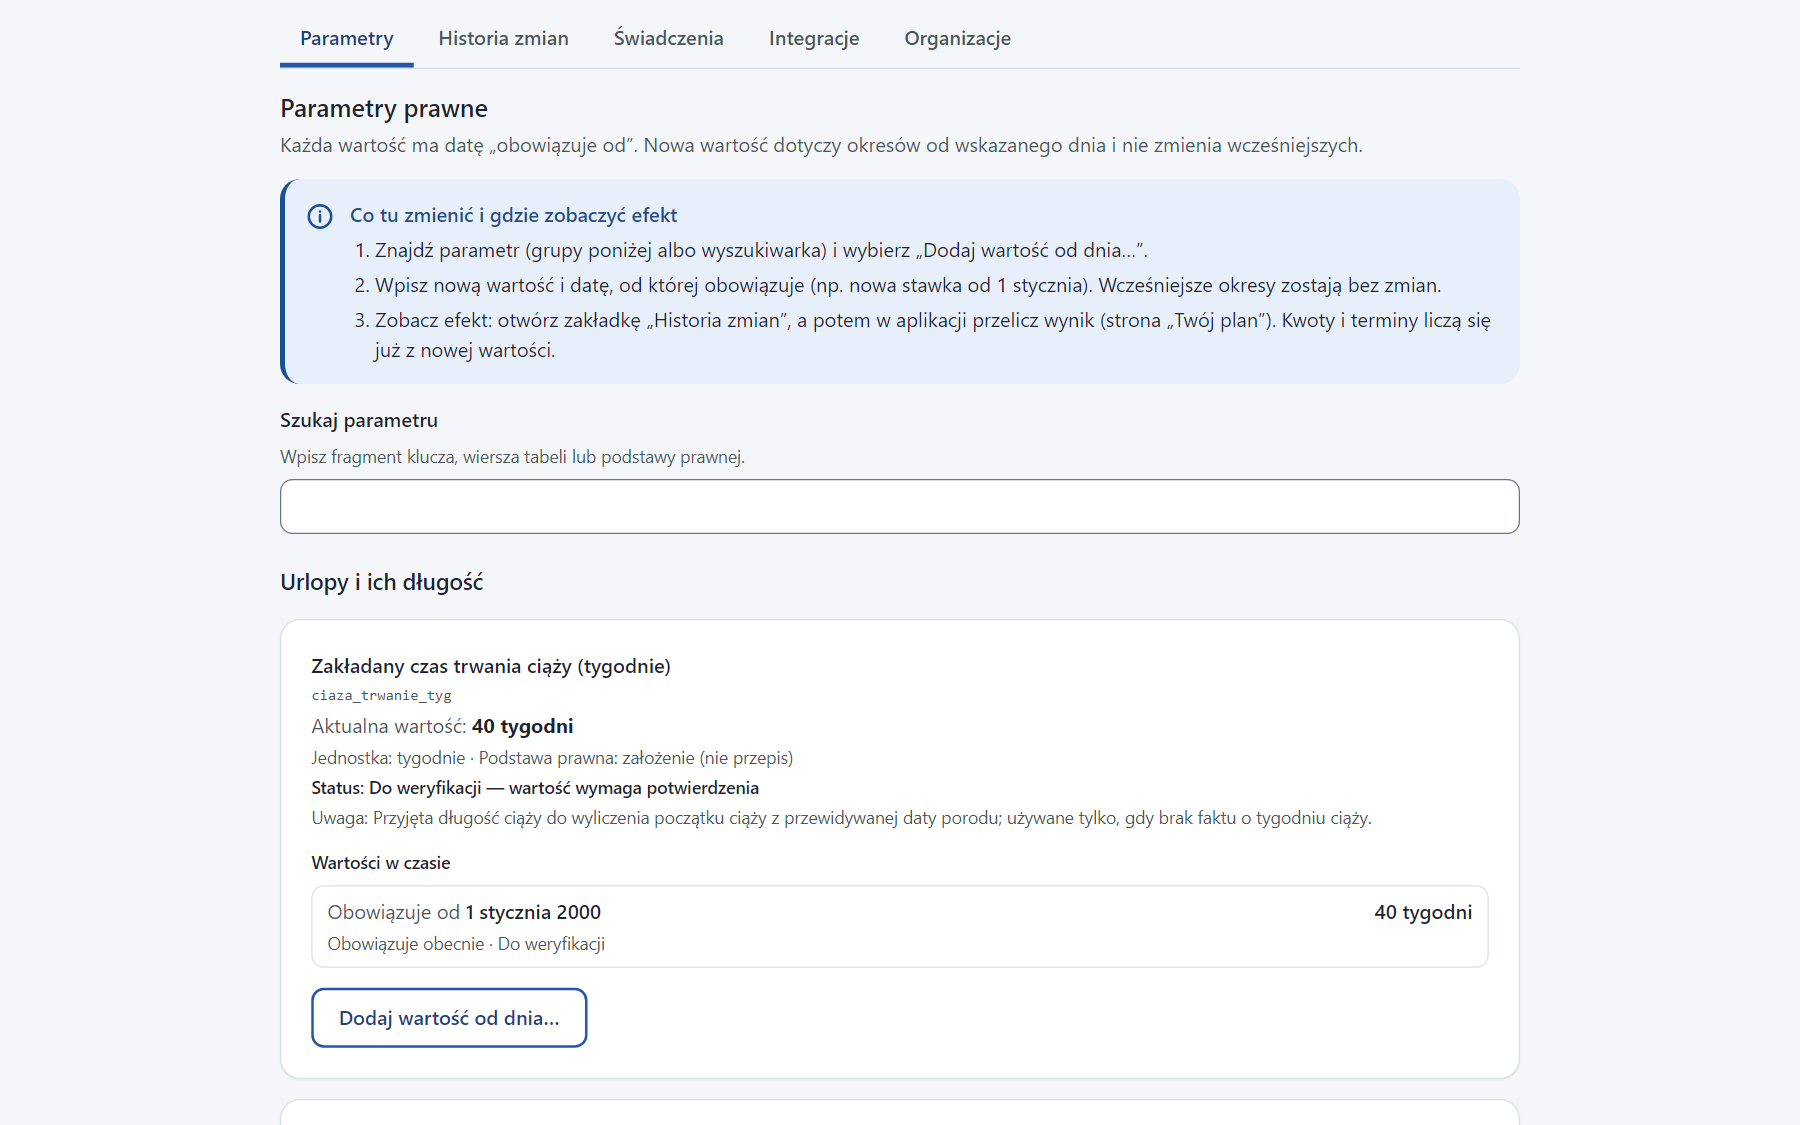 Parametry Historia zmian Świadczenia Integracje Organizacje
Parametry prawne
Każda wartość ma datę „obowiązuje od”. Nowa wartość dotyczy okresów od wskazanego dnia i nie zmienia wcześniejszych.
Co tu zmienić i gdzie zobaczyć efekt
1. Znajdź parametr (grupy poniżej albo wyszukiwarka) i wybierz „Dodaj wartość od dnia…”.
2. Wpisz nową wartość i datę, od której obowiązuje (np. nowa stawka od 1 stycznia). Wcześniejsze okresy zostają bez zmian.
3. Zobacz efekt: otwórz zakładkę „Historia zmian”, a potem w aplikacji przelicz wynik (strona „Twój plan”). Kwoty i terminy liczą się
już z nowej wartości.
Szukaj parametru
Wpisz fragment klucza, wiersza tabeli lub podstawy prawnej.
Urlopy i ich długość
Zakładany czas trwania ciąży (tygodnie)
ciaza_trwanie_tyg
Aktualna wartość: 40 tygodni
Jednostka: tygodnie · Podstawa prawna: założenie (nie przepis)
Status: Do weryfikacji — wartość wymaga potwierdzenia
Uwaga: Przyjęta długość ciąży do wyliczenia początku ciąży z przewidywanej daty porodu; używane tylko, gdy brak faktu o tygodniu ciąży.
Wartości w czasie
Obowiązuje od 1 stycznia 2000 40 tygodni
Obowiązuje obecnie · Do weryfikacji
Dodaj wartość od dnia…